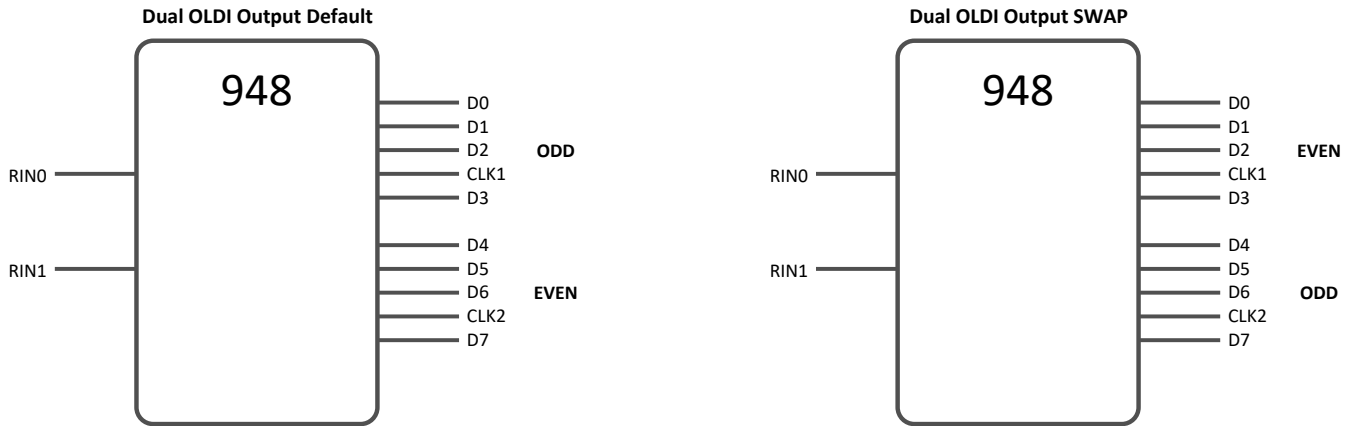 Dual OLDI Output Default
948
RIN0
RIN1
D0
D1
D2
CLK1
D3
ODD
D4
D5
D6
CLK2
D7
EVEN
Dual OLDI Output SWAP
948
RIN0
RIN1
D0
D1
D2
CLK1
D3
EVEN
D4
D5
D6
CLK2
D7
ODD